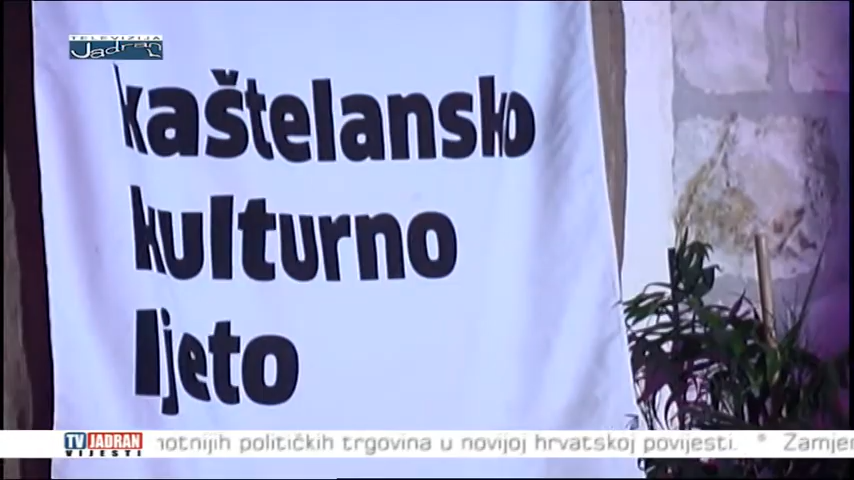 TELEVIZIJA
Jadran
kaštelansko
kulturno
ljeto
TV JADRAN
VIJESTI
političkih trgovina u novijoj hrvatskoj povijesti. *